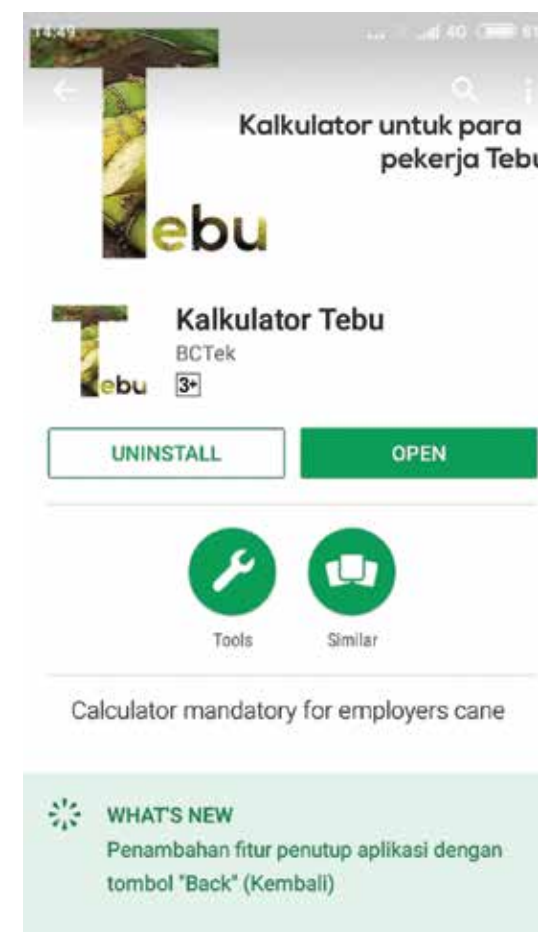 14:49
4G
Kalkulator untuk para
pekerja Tebu
Tebu
Kalkulator Tebu
BCTek
Tebu
3+
UNINSTALL
OPEN
Tools
Similar
Calculator mandatory for employers cane
WHAT'S NEW
Penambahan fitur penutup aplikasi dengan
tombol "Back" (Kembali)